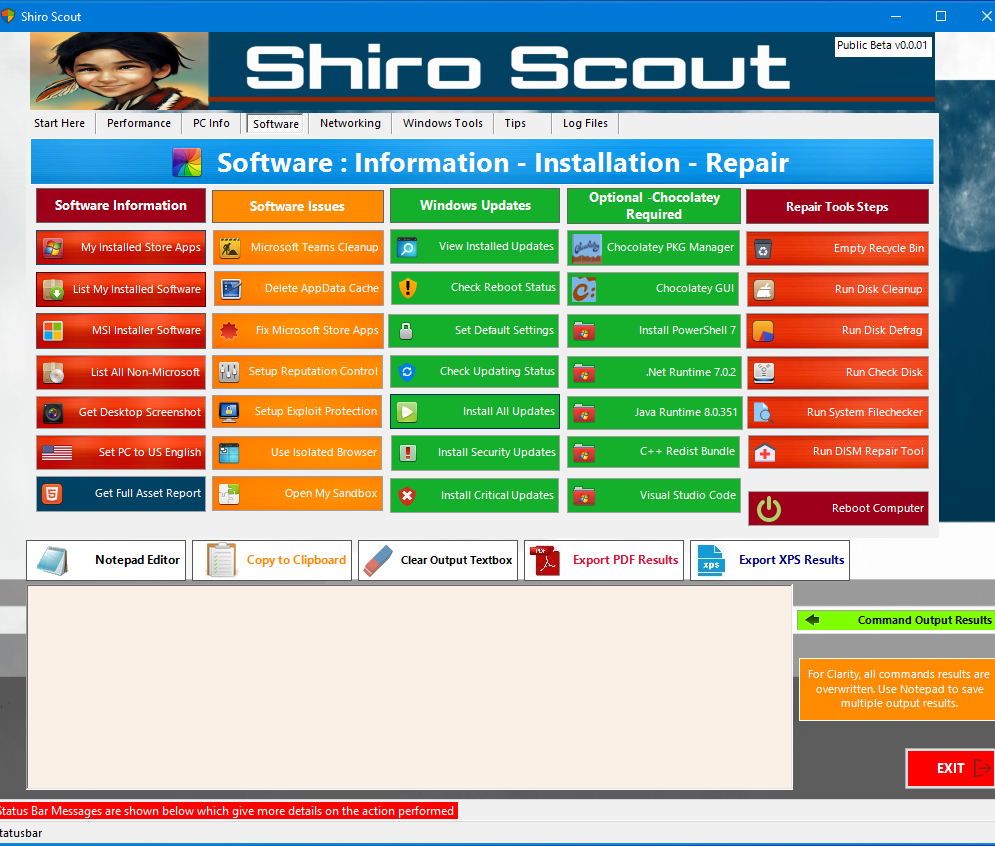 Shiro Scout
Shiro Scout
Public Beta v0.0.01
Start Here
Performance
PC Info
Software
Networking
Windows Tools
Tips
Log Files
Software : Information - Installation - Repair
Software Information
Software Issues
Windows Updates
Optional -Chocolatey
Required
Repair Tools Steps
My Installed Store Apps
Microsoft Teams Cleanup
View Installed Updates
Chocolatey PKG Manager
Empty Recycle Bin
List My Installed Software
Delete AppData Cache
Check Reboot Status
Chocolatey GUI
Run Disk Cleanup
MSI Installer Software
Fix Microsoft Store Apps
Set Default Settings
Install PowerShell 7
Run Disk Defrag
List All Non-Microsoft
Setup Reputation Control
Check Updating Status
.Net Runtime 7.0.2
Run Check Disk
Get Desktop Screenshot
Setup Exploit Protection
Install All Updates
Java Runtime 8.0.351
Run System Filechecker
Set PC to US English
Use Isolated Browser
Install Security Updates
C++ Redist Bundle
Run DISM Repair Tool
Get Full Asset Report
Open My Sandbox
Install Critical Updates
Visual Studio Code
Reboot Computer
Notepad Editor
Copy to Clipboard
Clear Output Textbox
PDF
Export PDF Results
xps
Export XPS Results
Command Output Results
For Clarity, all commands results are
overwritten. Use Notepad to save
multiple output results.
EXIT
Status Bar Messages are shown below which give more details on the action performed
tatusbar